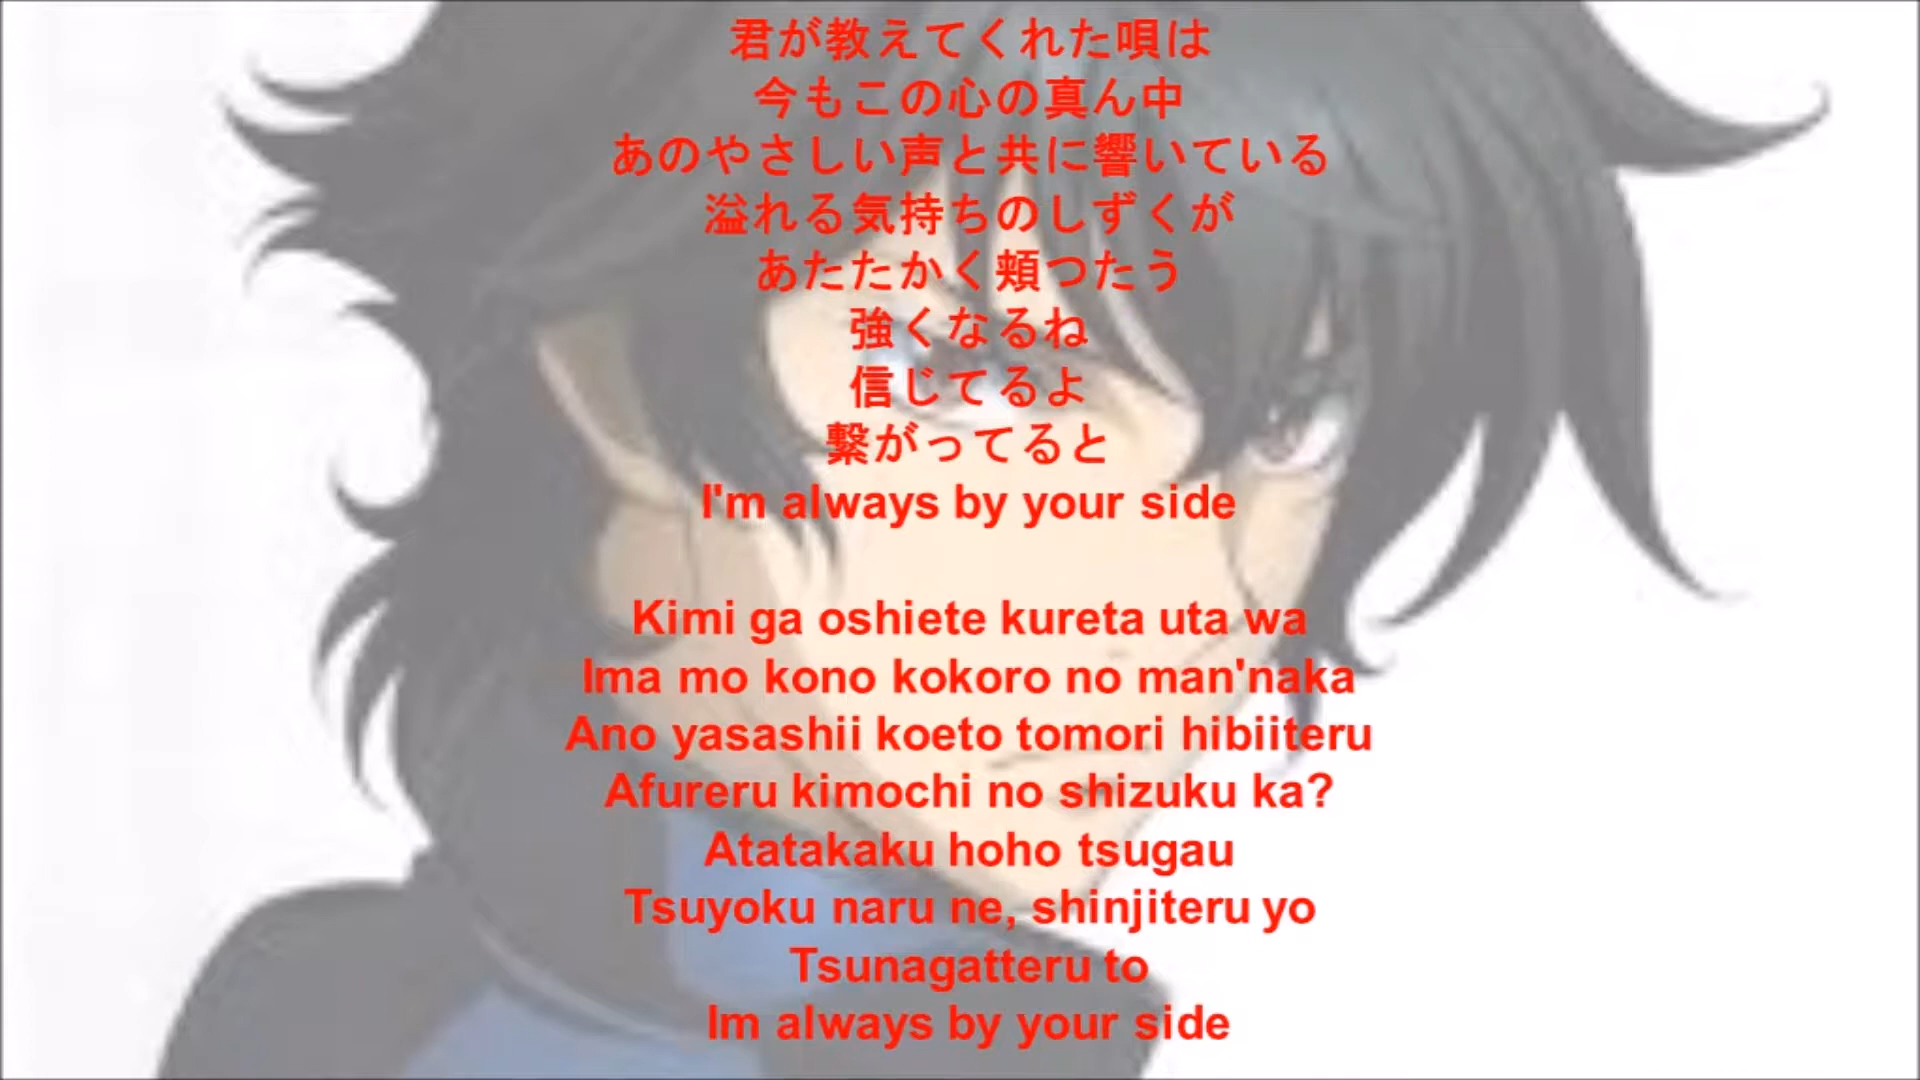 君が教えてくれた唄は
今もこの心の真ん中
あのやさしい声と共に響いている
溢れる気持ちのしずくが
あたたかく頬つたう
強くなるね
信じてるよ
繋がってると
I'm always by your side
Kimi ga oshiete kureta uta wa
Ima mo kono kokoro no man'naka
Ano yasashii koeto tomori hibiiteru
Afureru kimochi no shizuku ka?
Atatakaku hoho tsugau
Tsuyoku naru ne, shinjiteru yo
Tsunagatteru to
Im always by your side